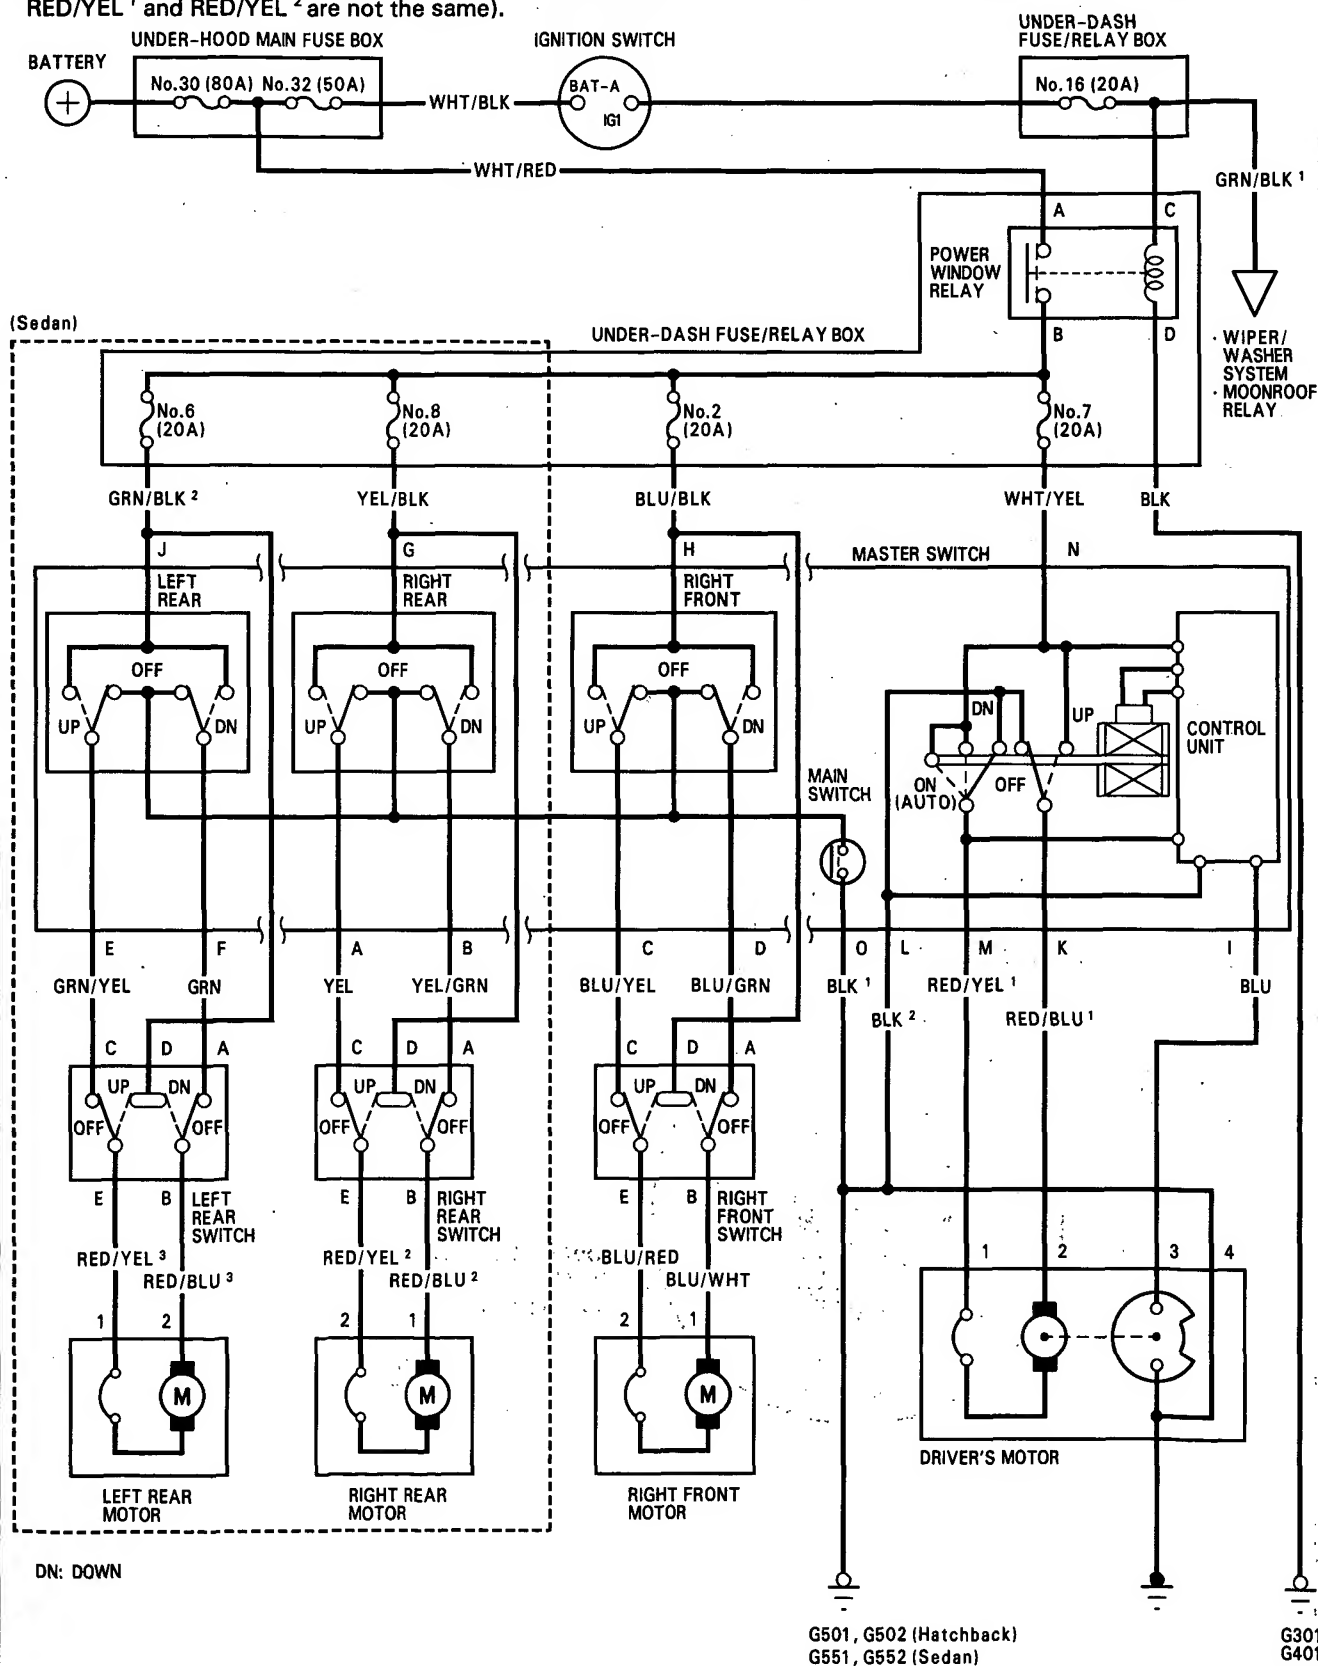 RED/YEL 1 and RED/YEL 2 are not the same).
UNDER-HOOD MAIN FUSE BOX
IGNITION SWITCH
UNDER-DASH
FUSE/RELAY BOX
BATTERY
No.30 (80A) No.32 (50A)
WHT/BLK
BAT-A
IG1
No.16 (20A)
WHT/RED
GRN/BLK 1
A
C
POWER
WINDOW
RELAY
B
D
(Sedan)
UNDER-DASH FUSE/RELAY BOX
· WIPER/
WASHER
SYSTEM
· MOONROOF
RELAY
No.6
(20A)
No.8
(20A)
No.2
(20A)
No.7
(20A)
GRN/BLK 2
YEL/BLK
BLU/BLK
WHT/YEL
BLK
J
G
H
MASTER SWITCH
N
LEFT
REAR
RIGHT
REAR
RIGHT
FRONT
OFF
UP
DN
OFF
UP
DN
OFF
UP
DN
DN
UP
CONTROL
UNIT
ON
(AUTO)
OFF
MAIN
SWITCH
E
F
A
B
C
D
O
L
M
K
I
GRN/YEL
GRN
YEL
YEL/GRN
BLU/YEL
BLU/GRN
BLK 1
RED/YEL 1
BLU
BLK 2
RED/BLU 1
C
D
A
C
D
A
C
D
A
UP
DN
OFF
OFF
UP
DN
OFF
OFF
UP
DN
OFF
OFF
E
B
LEFT
REAR
SWITCH
E
B
RIGHT
REAR
SWITCH
E
B
RIGHT
FRONT
SWITCH
RED/YEL 3
RED/BLU 3
RED/YEL 2
RED/BLU 2
BLU/RED
BLU/WHT
1
2
3
4
1
2
2
1
2
1
M
M
M
LEFT REAR
MOTOR
RIGHT REAR
MOTOR
RIGHT FRONT
MOTOR
DRIVER'S MOTOR
DN: DOWN
G501, G502 (Hatchback)
G551, G552 (Sedan)
G301
G401